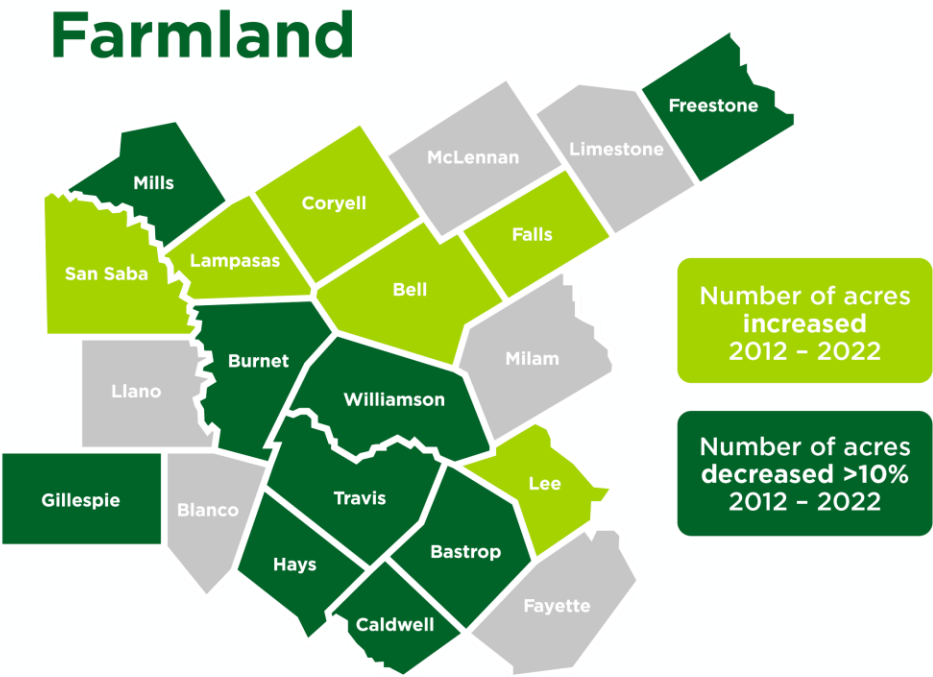 Farmland
Freestone
McLennan
Limestone
Mills
Coryell
Falls
San Saba
Lampasas
Bell
Number of acres
increased
2012 – 2022
Burnet
Milam
Llano
Williamson
Number of acres
decreased >10%
2012 – 2022
Gillespie
Blanco
Travis
Lee
Hays
Bastrop
Fayette
Caldwell